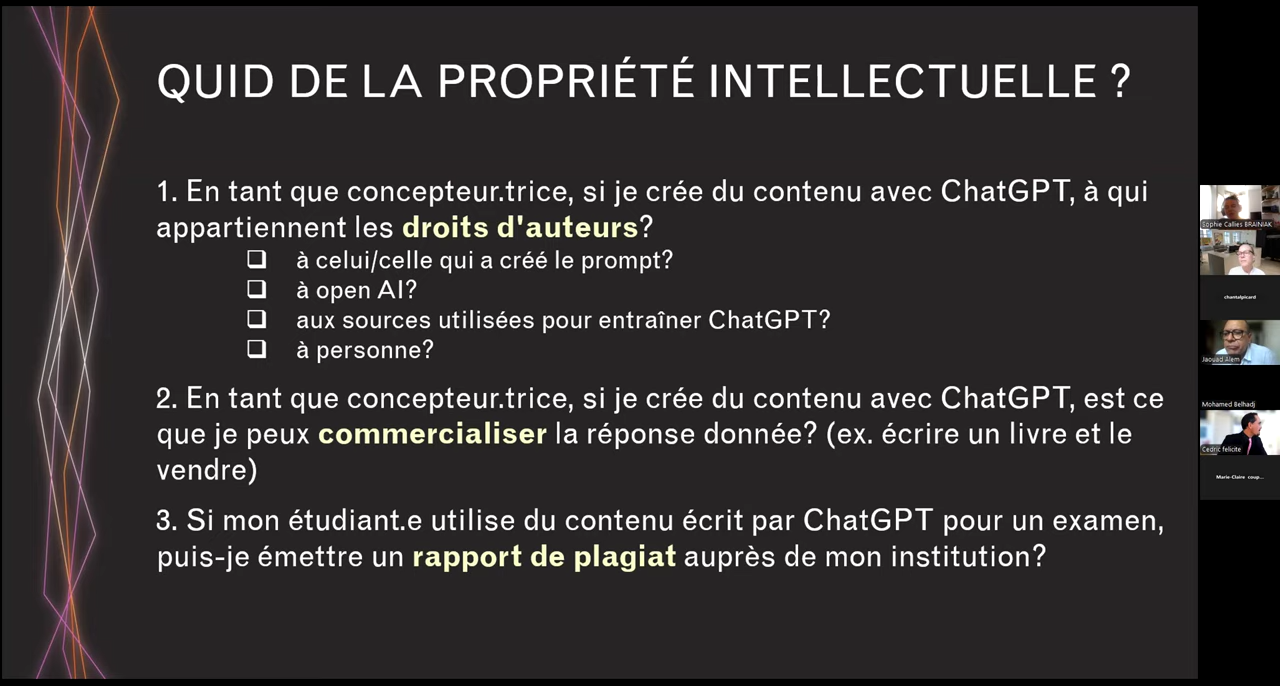 QUID DE LA PROPRIÉTÉ INTELLECTUELLE ?
1. En tant que concepteur.trice, si je crée du contenu avec ChatGPT, à qui
appartiennent les droits d'auteurs?
❑ à celui/celle qui a créé le prompt?
❑ à open AI?
❑ aux sources utilisées pour entraîner ChatGPT?
❑ à personne?
2. En tant que concepteur.trice, si je crée du contenu avec ChatGPT, est ce
que je peux commercialiser la réponse donnée? (ex. écrire un livre et le
vendre)
3. Si mon étudiant.e utilise du contenu écrit par ChatGPT pour un examen,
puis-je émettre un rapport de plagiat auprès de mon institution?
Sophie Callies BRAINIAK
chantalpicard
Jaouad Alem
Mohamed Belhadj
Cedric felicite
Marie-Claire coup...